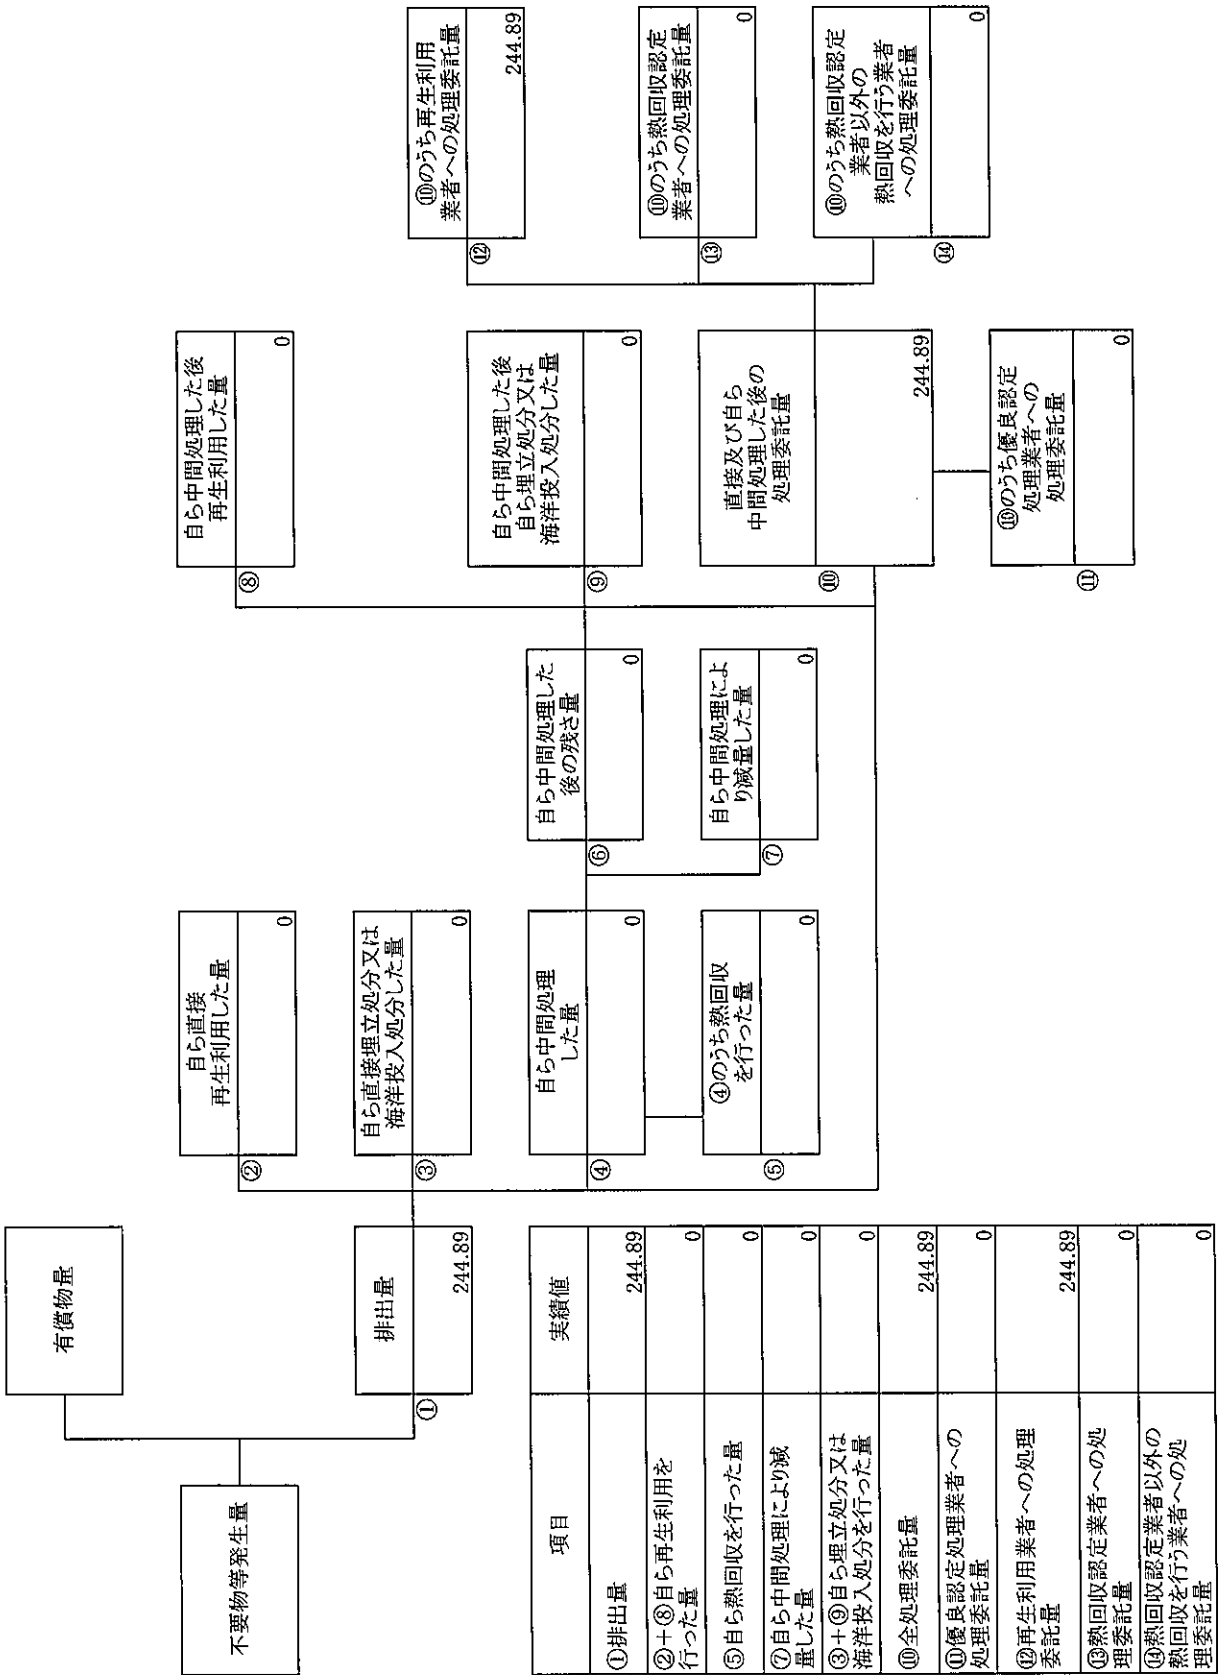 不要物等発生量
有償物量
①
排出量
244.89
②
自ら直接
再生利用した量
0
③
自ら直接埋立処分又は
海洋投入処分した量
0
④
自ら中間処理
した量
0
⑤
④のうち熱回収
を行った量
0
⑥
自ら中間処理した
後の残さ量
0
⑦
自ら中間処理によ
り減量した量
0
⑧
自ら中間処理した後
再生利用した量
0
⑨
自ら中間処理した後
自ら埋立処分又は
海洋投入処分した量
0
⑩
直接及び自ら
中間処理した後の
処理委託量
244.89
⑪
⑩のうち優良認定
処理業者への
処理委託量
0
⑫
⑩のうち再生利用
業者への処理委託量
244.89
⑬
⑩のうち熱回収認定
業者への処理委託量
0
⑭
⑩のうち熱回収認定
業者以外の
熱回収を行う業者
への処理委託量
0
項目 実績値
①排出量 244.89
②+⑧自ら再生利用を
行った量 0
⑤自ら熱回収を行った量 0
⑦自ら中間処理により減
量した量 0
③+⑨自ら埋立処分又は
海洋投入処分を行った量 0
⑩全処理委託量 244.89
⑪優良認定処理業者への
処理委託量 0
⑫再生利用業者への処理
委託量 244.89
⑬熱回収認定業者への処
理委託量 0
⑭熱回収認定業者以外の
熱回収を行う業者への処
理委託量 0